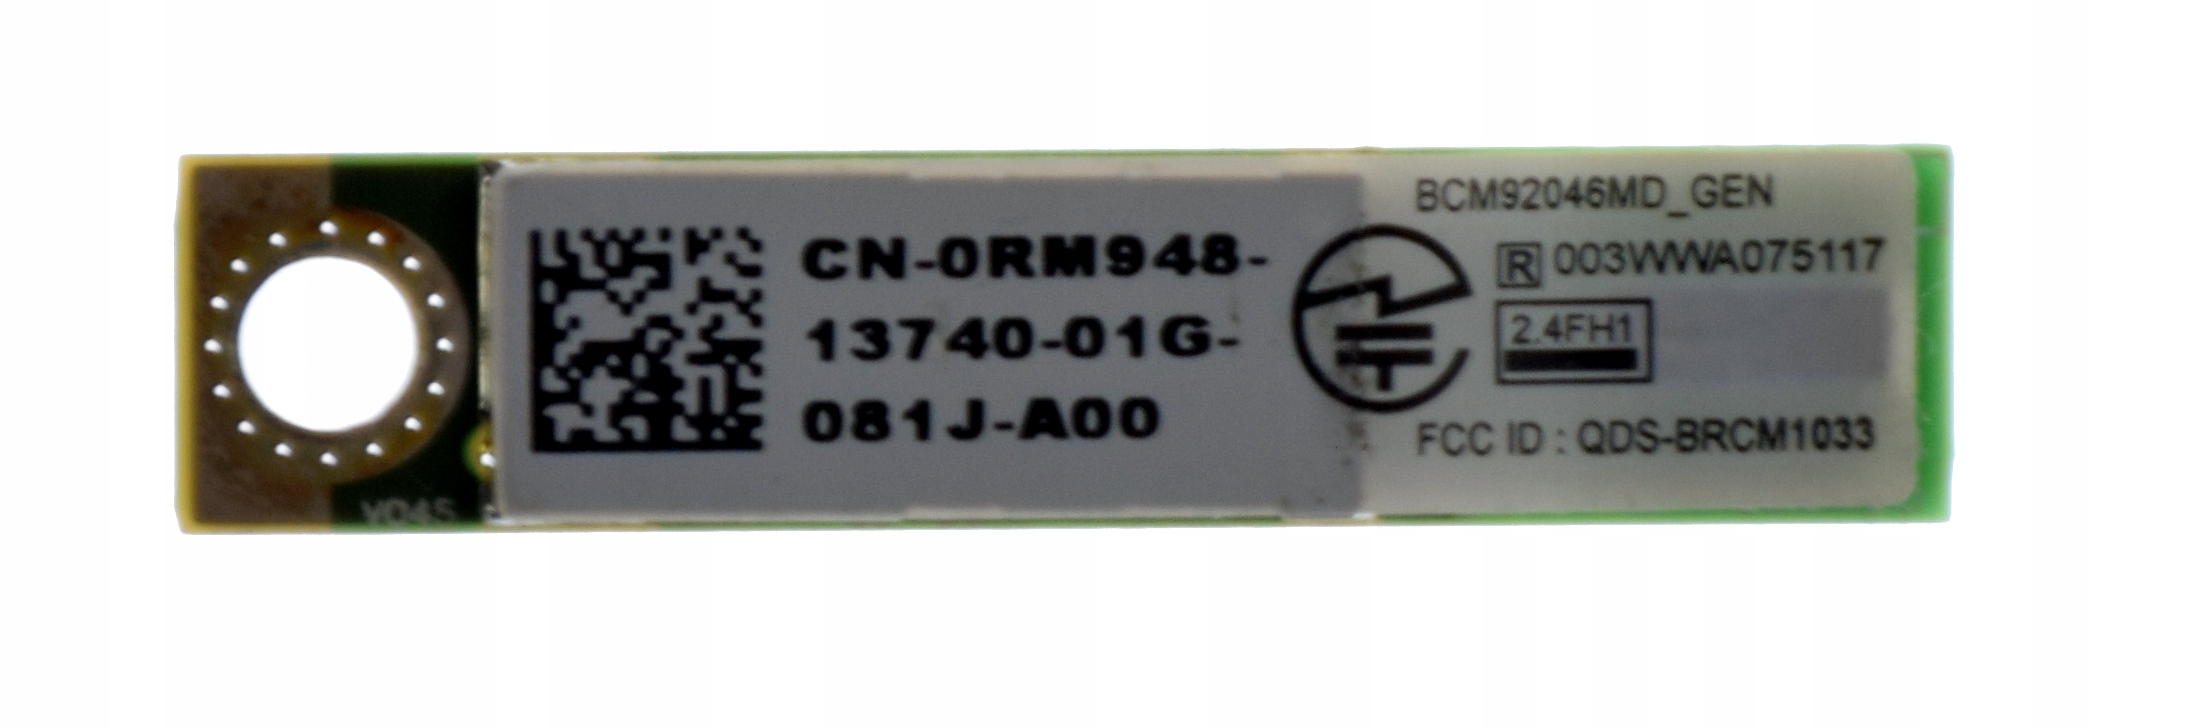 CN-0RM948-
13740-01G-
081J-A00
BCM92046MD_GEN
R 003WWA075117
2.4FH1
FCC ID : QDS-BRCM1033